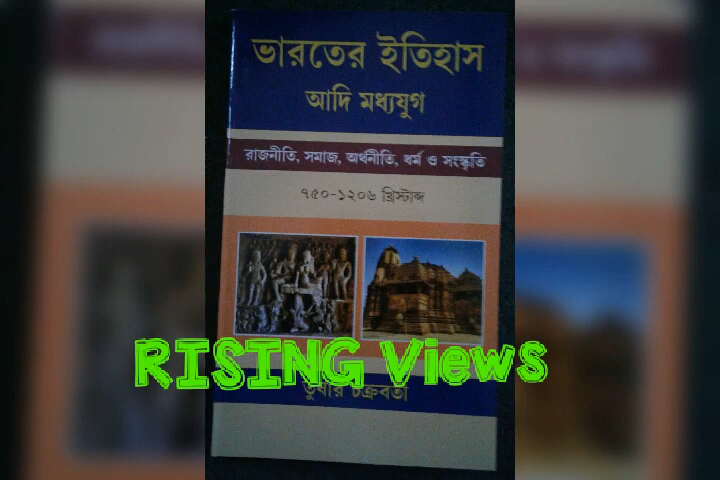 ভারতের ইতিহাস
আদি মধ্যযুগ
রাজনীতি, সমাজ, অর্থনীতি, ধর্ম ও সংস্কৃতি
৭৫০-১২০৬ খ্রিস্টাব্দ
RISING Views
তুষার চক্রবর্তী